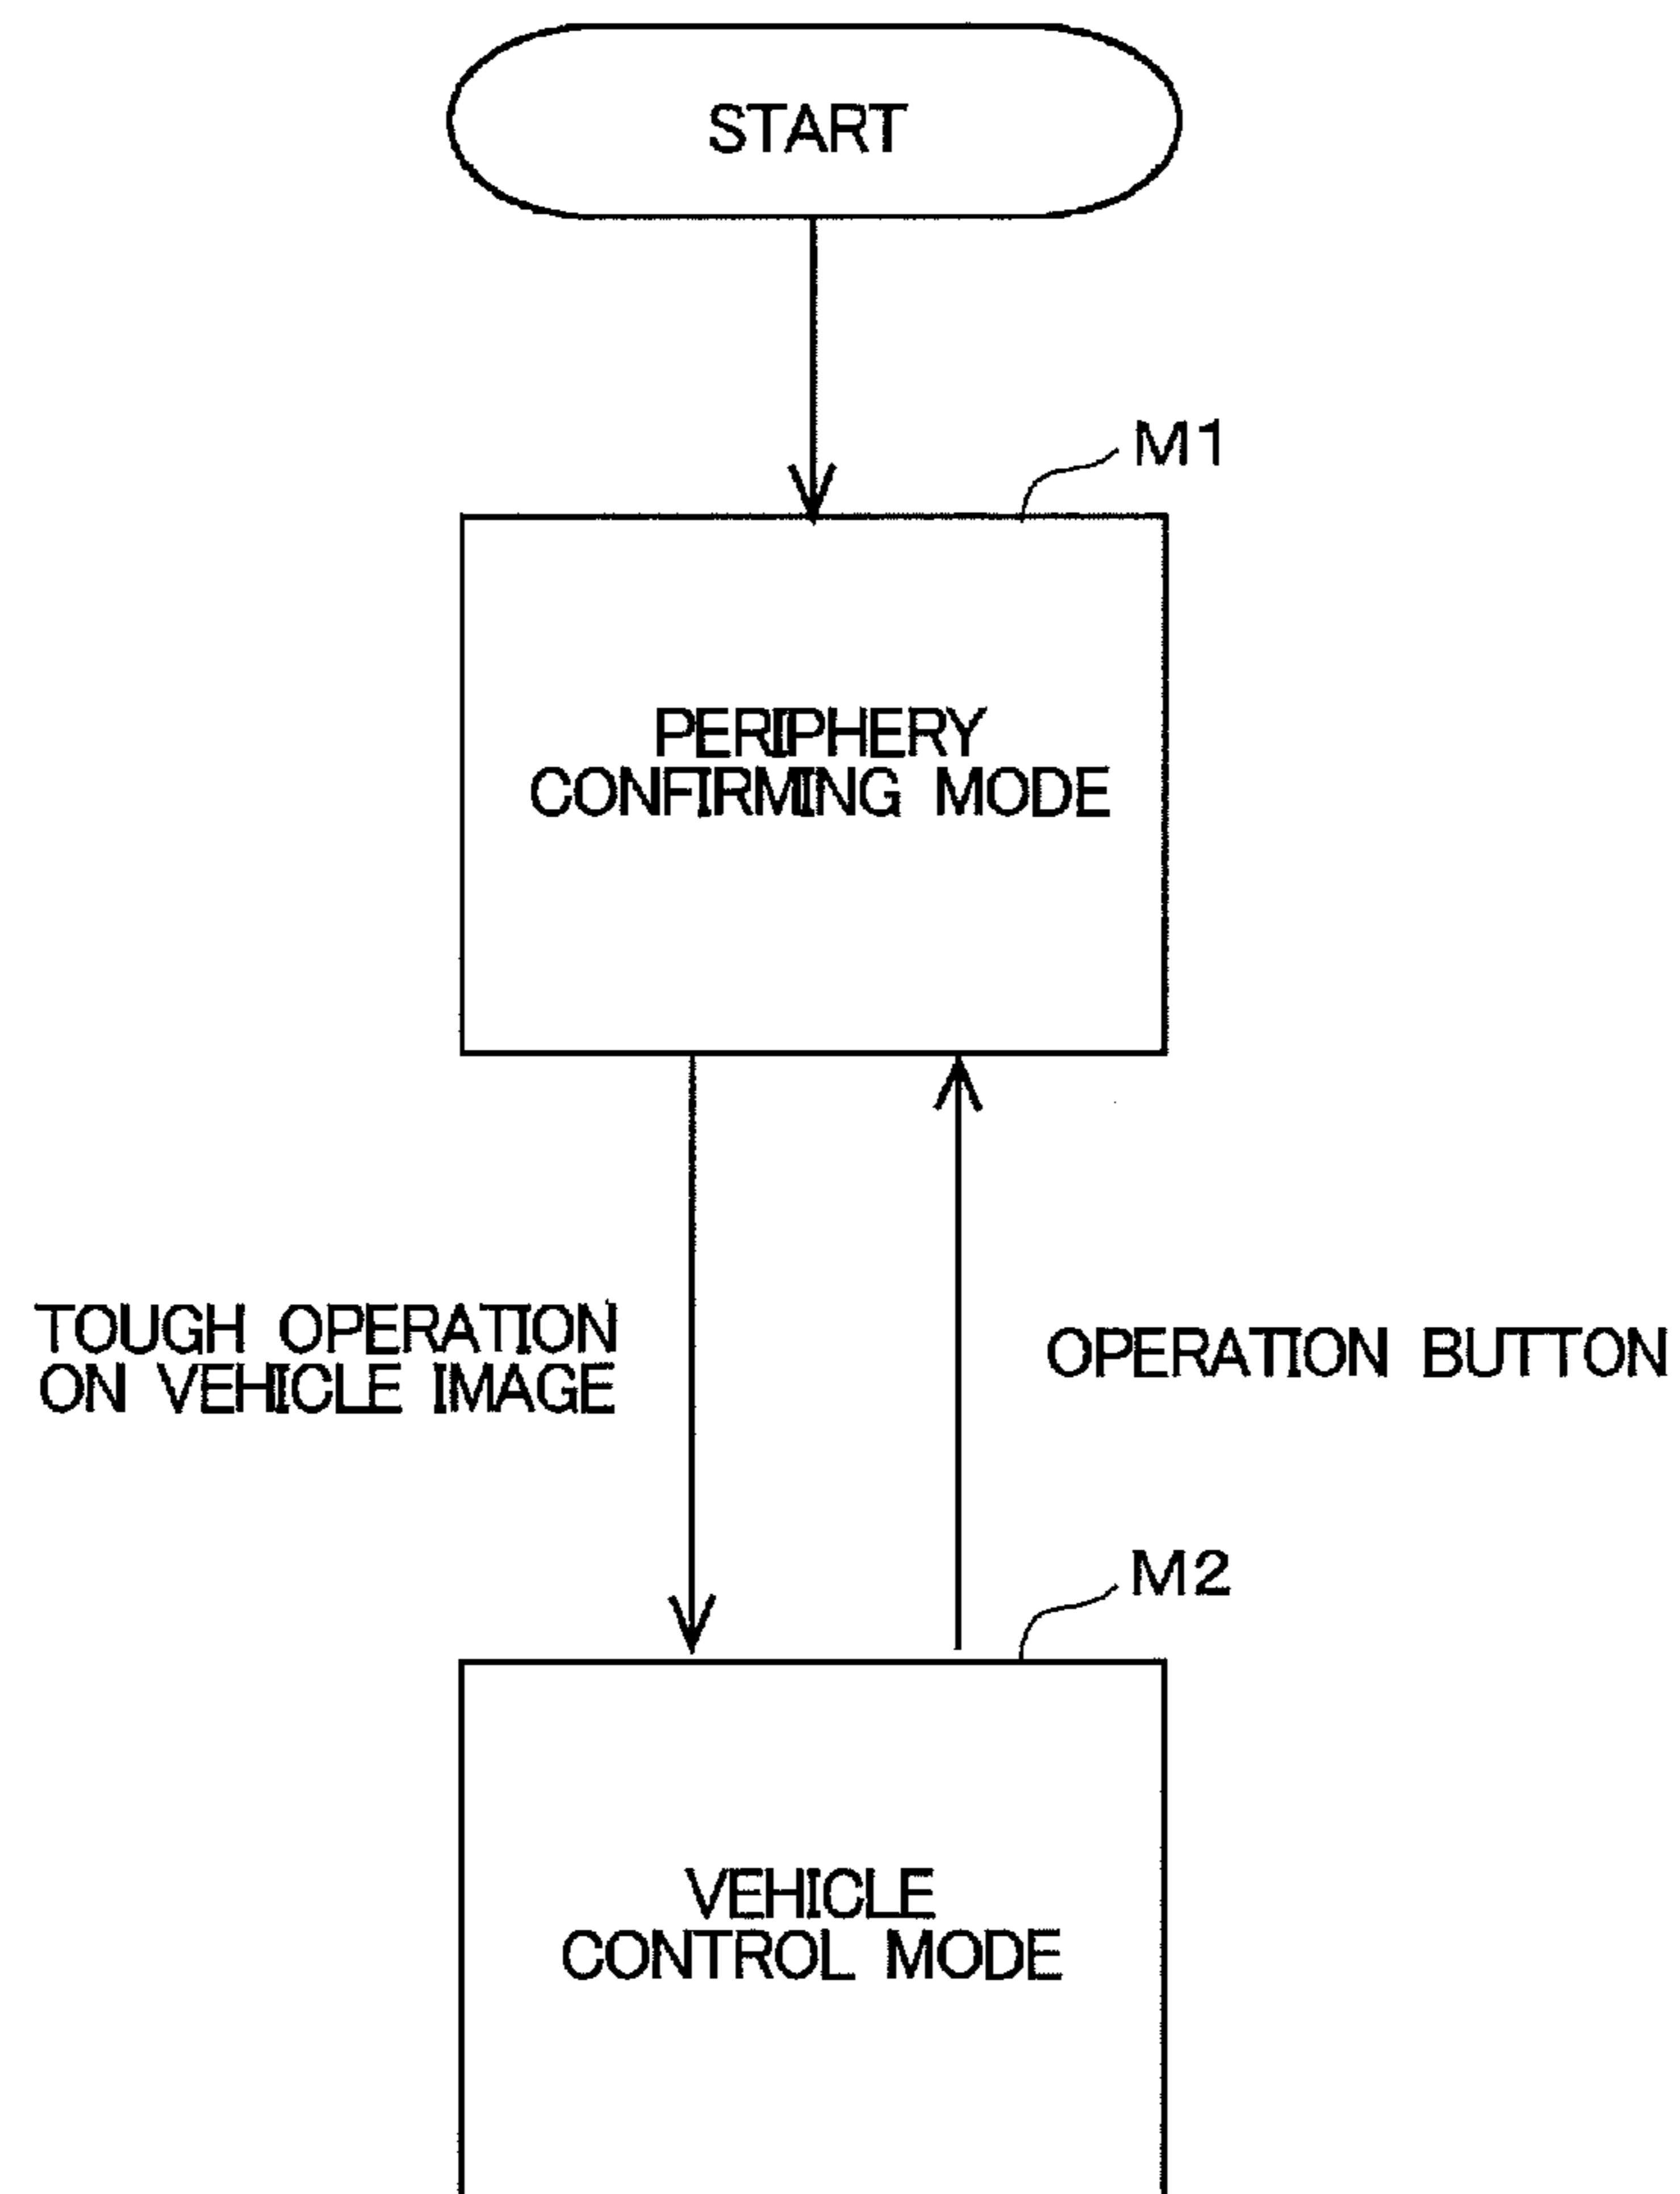 START
M1
PERIPHERY
CONFIRMING MODE
TOUGH OPERATION
ON VEHICLE IMAGE
OPERATION BUTTON
M2
VEHICLE
CONTROL MODE